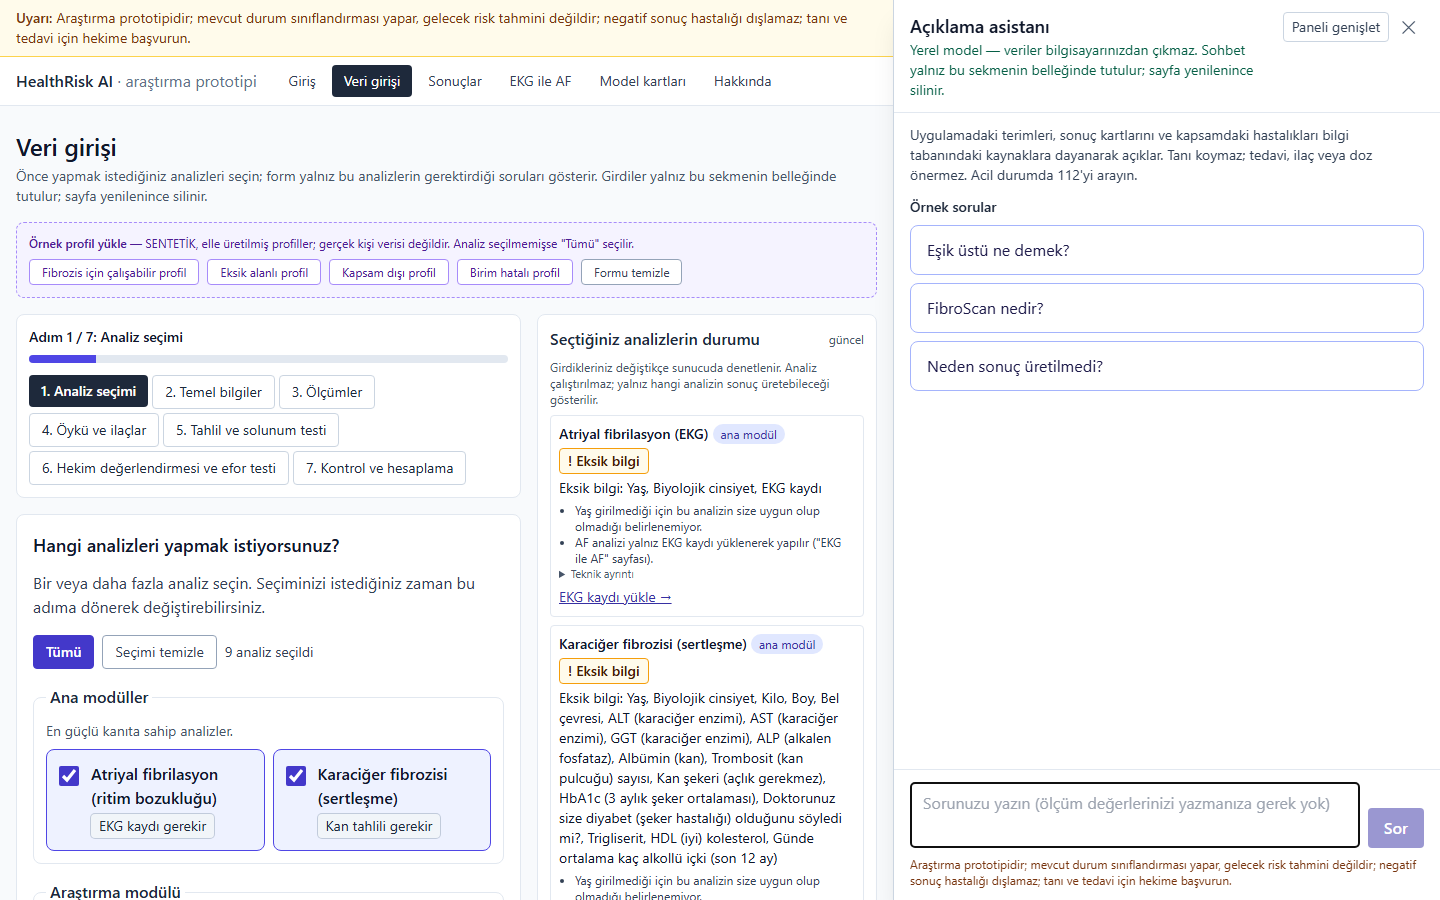 Uyarı: Araştırma prototipidir; mevcut durum sınıflandırması yapar, gelecek risk tahmini değildir; negatif sonuç hastalığı dışlamaz; tanı ve
tedavi için hekime başvurun.
HealthRisk AI · araştırma prototipi
Giriş
Veri girişi
Sonuçlar
EKG ile AF
Model kartları
Hakkında
Veri girişi
Önce yapmak istediğiniz analizleri seçin; form yalnız bu analizlerin gerektirdiği soruları gösterir. Girdiler yalnız bu sekmenin belleğinde
tutulur; sayfa yenilenince silinir.
Örnek profil yükle — SENTETİK, elle üretilmiş profiller; gerçek kişi verisi değildir. Analiz seçilmemişse "Tümü" seçilir.
Fibrozis için çalışabilir profil
Eksik alanlı profil
Kapsam dışı profil
Birim hatalı profil
Formu temizle
Adım 1 / 7: Analiz seçimi
1. Analiz seçimi
2. Temel bilgiler
3. Ölçümler
4. Öykü ve ilaçlar
5. Tahlil ve solunum testi
6. Hekim değerlendirmesi ve efor testi
7. Kontrol ve hesaplama
Hangi analizleri yapmak istiyorsunuz?
Bir veya daha fazla analiz seçin. Seçiminizi istediğiniz zaman bu
adıma dönerek değiştirebilirsiniz.
Tümü
Seçimi temizle
9 analiz seçildi
Ana modüller
En güçlü kanıta sahip analizler.
Atriyal fibrilasyon
(ritim bozukluğu)
EKG kaydı gerekir
Karaciğer fibrozisi
(sertleşme)
Kan tahlili gerekir
Araştırma modülü
Seçtiğiniz analizlerin durumu
güncel
Girdikleriniz değiştikçe sunucuda denetlenir. Analiz
çalıştırılmaz; yalnız hangi analizin sonuç üretebileceği
gösterilir.
Atriyal fibrilasyon (EKG) ana modül
! Eksik bilgi
Eksik bilgi: Yaş, Biyolojik cinsiyet, EKG kaydı
• Yaş girilmediği için bu analizin size uygun olup
olmadığı belirlenemiyor.
• AF analizi yalnız EKG kaydı yüklenerek yapılır ("EKG
ile AF" sayfası).
▶ Teknik ayrıntı
EKG kaydı yükle →
Karaciğer fibrozisi (sertleşme) ana modül
! Eksik bilgi
Eksik bilgi: Yaş, Biyolojik cinsiyet, Kilo, Boy, Bel
çevresi, ALT (karaciğer enzimi), AST (karaciğer
enzimi), GGT (karaciğer enzimi), ALP (alkalen
fosfataz), Albümin (kan), Trombosit (kan
pulcuğu) sayısı, Kan şekeri (açlık gerekmez),
HbA1c (3 aylık şeker ortalaması), Doktorunuz
size diyabet (şeker hastalığı) olduğunu söyledi
mi?, Trigliserit, HDL (iyi) kolesterol, Günde
ortalama kaç alkollü içki (son 12 ay)
• Yaş girilmediği için bu analizin size uygun olup
olmadığı belirlenemiyor.
Açıklama asistanı
Paneli genişlet
Yerel model — veriler bilgisayarınızdan çıkmaz. Sohbet
yalnız bu sekmenin belleğinde tutulur; sayfa yenilenince
silinir.
Uygulamadaki terimleri, sonuç kartlarını ve kapsamdaki hastalıkları bilgi
tabanındaki kaynaklara dayanarak açıklar. Tanı koymaz; tedavi, ilaç veya doz
önermez. Acil durumda 112'yi arayın.
Örnek sorular
Eşik üstü ne demek?
FibroScan nedir?
Neden sonuç üretilmedi?
Sorunuzu yazın (ölçüm değerlerinizi yazmanıza gerek yok)
Sor
Araştırma prototipidir; mevcut durum sınıflandırması yapar, gelecek risk tahmini değildir; negatif
sonuç hastalığı dışlamaz; tanı ve tedavi için hekime başvurun.